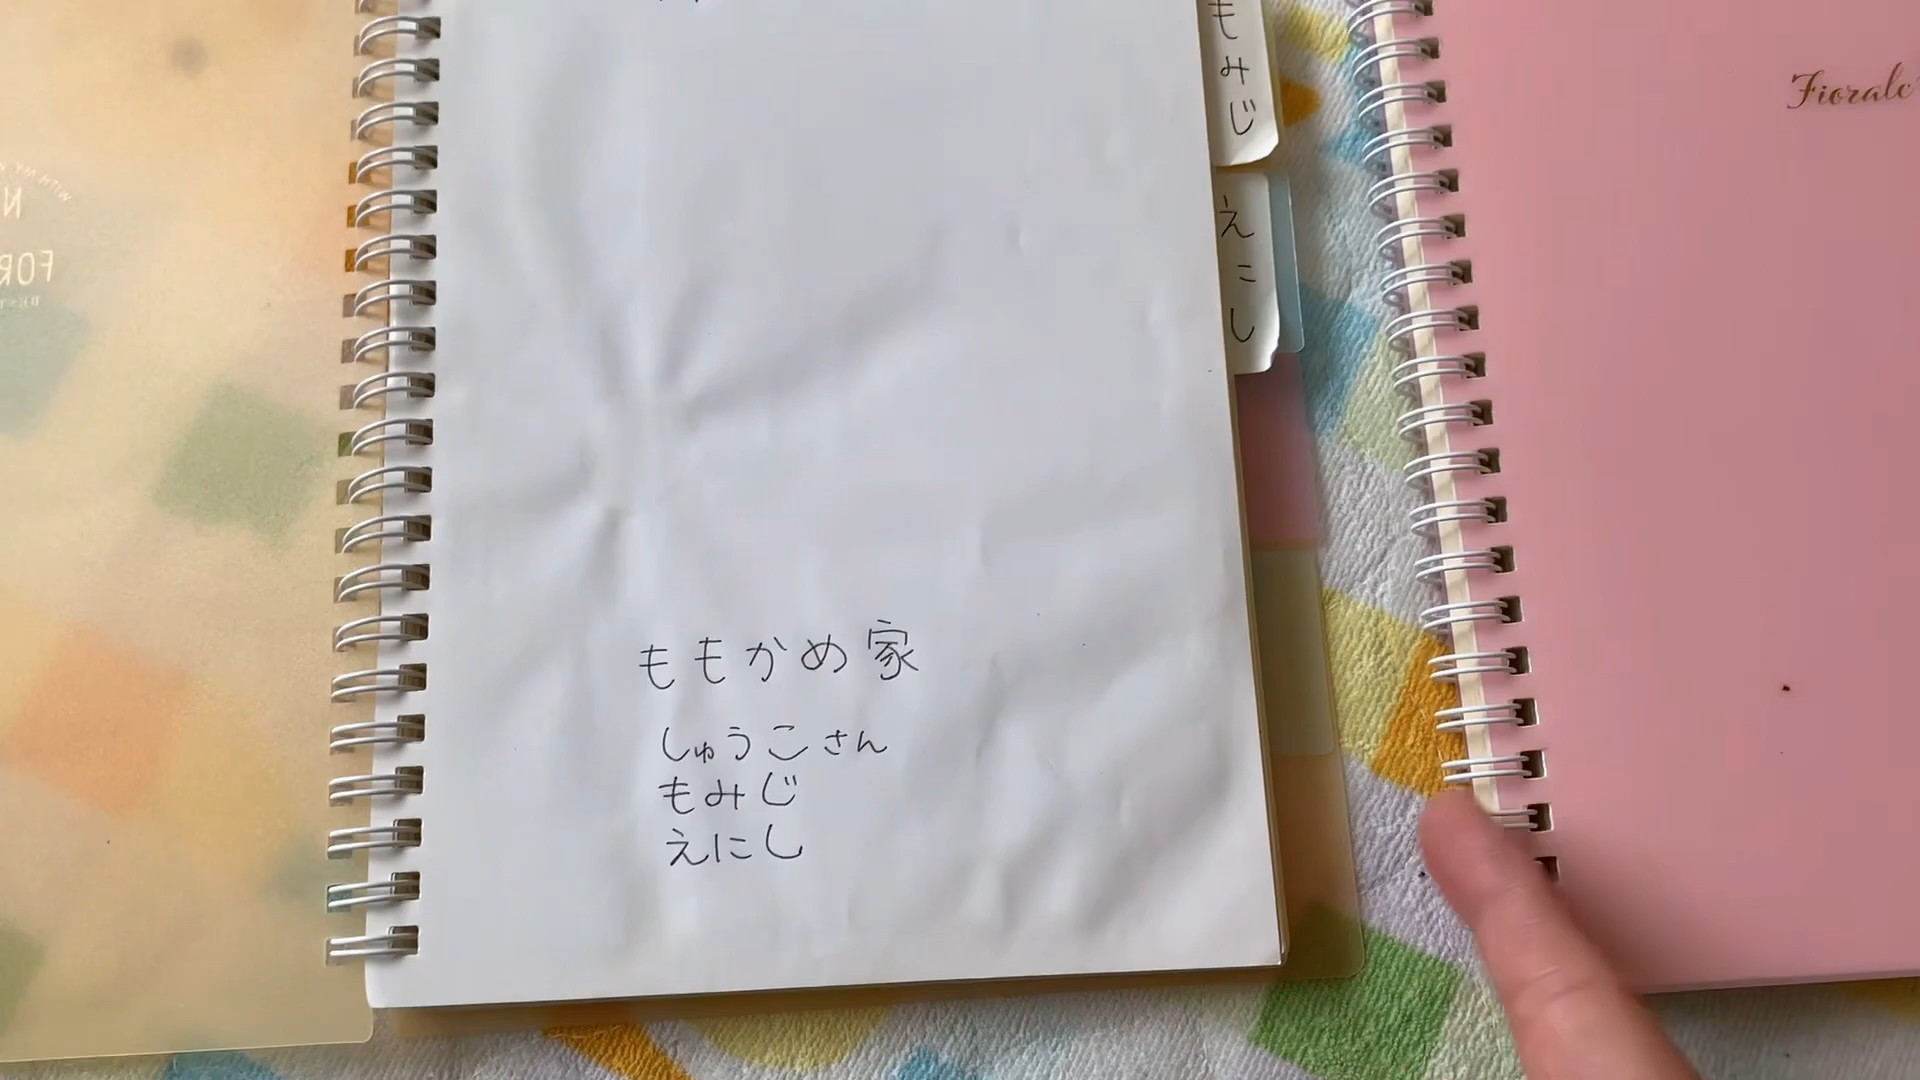 ももかめ家
しゅうこさん
もみじ
えにし
もみじ
えにし
Fiorale